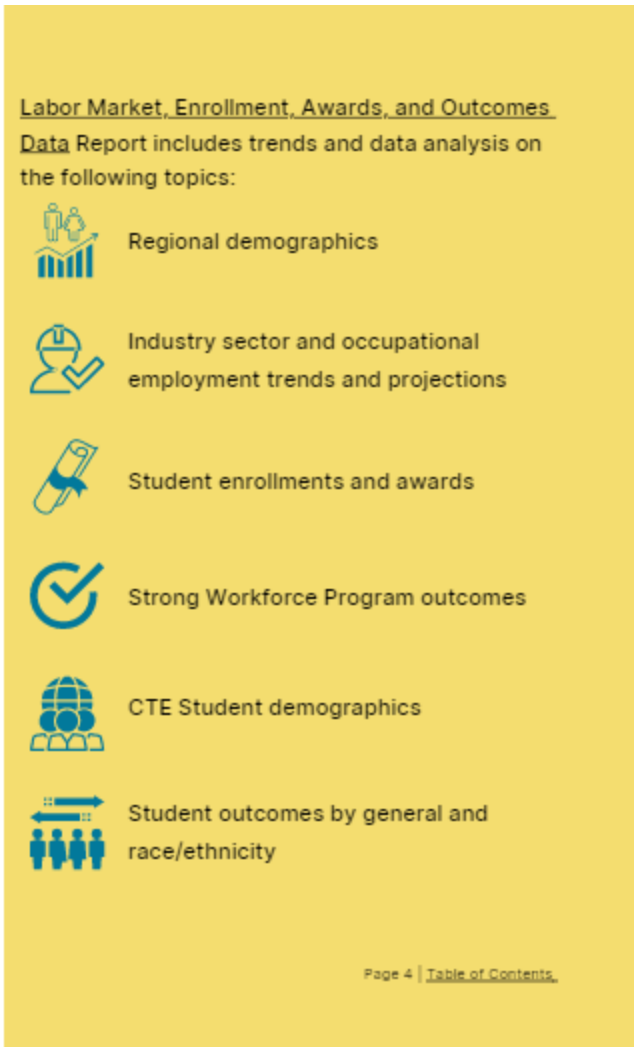 Labor Market, Enrollment, Awards, and Outcomes
Data Report includes trends and data analysis on
the following topics:
Regional demographics
Industry sector and occupational
employment trends and projections
Student enrollments and awards
Strong Workforce Program outcomes
CTE Student demographics
Student outcomes by general and
race/ethnicity
Page 4 | Table of Contents